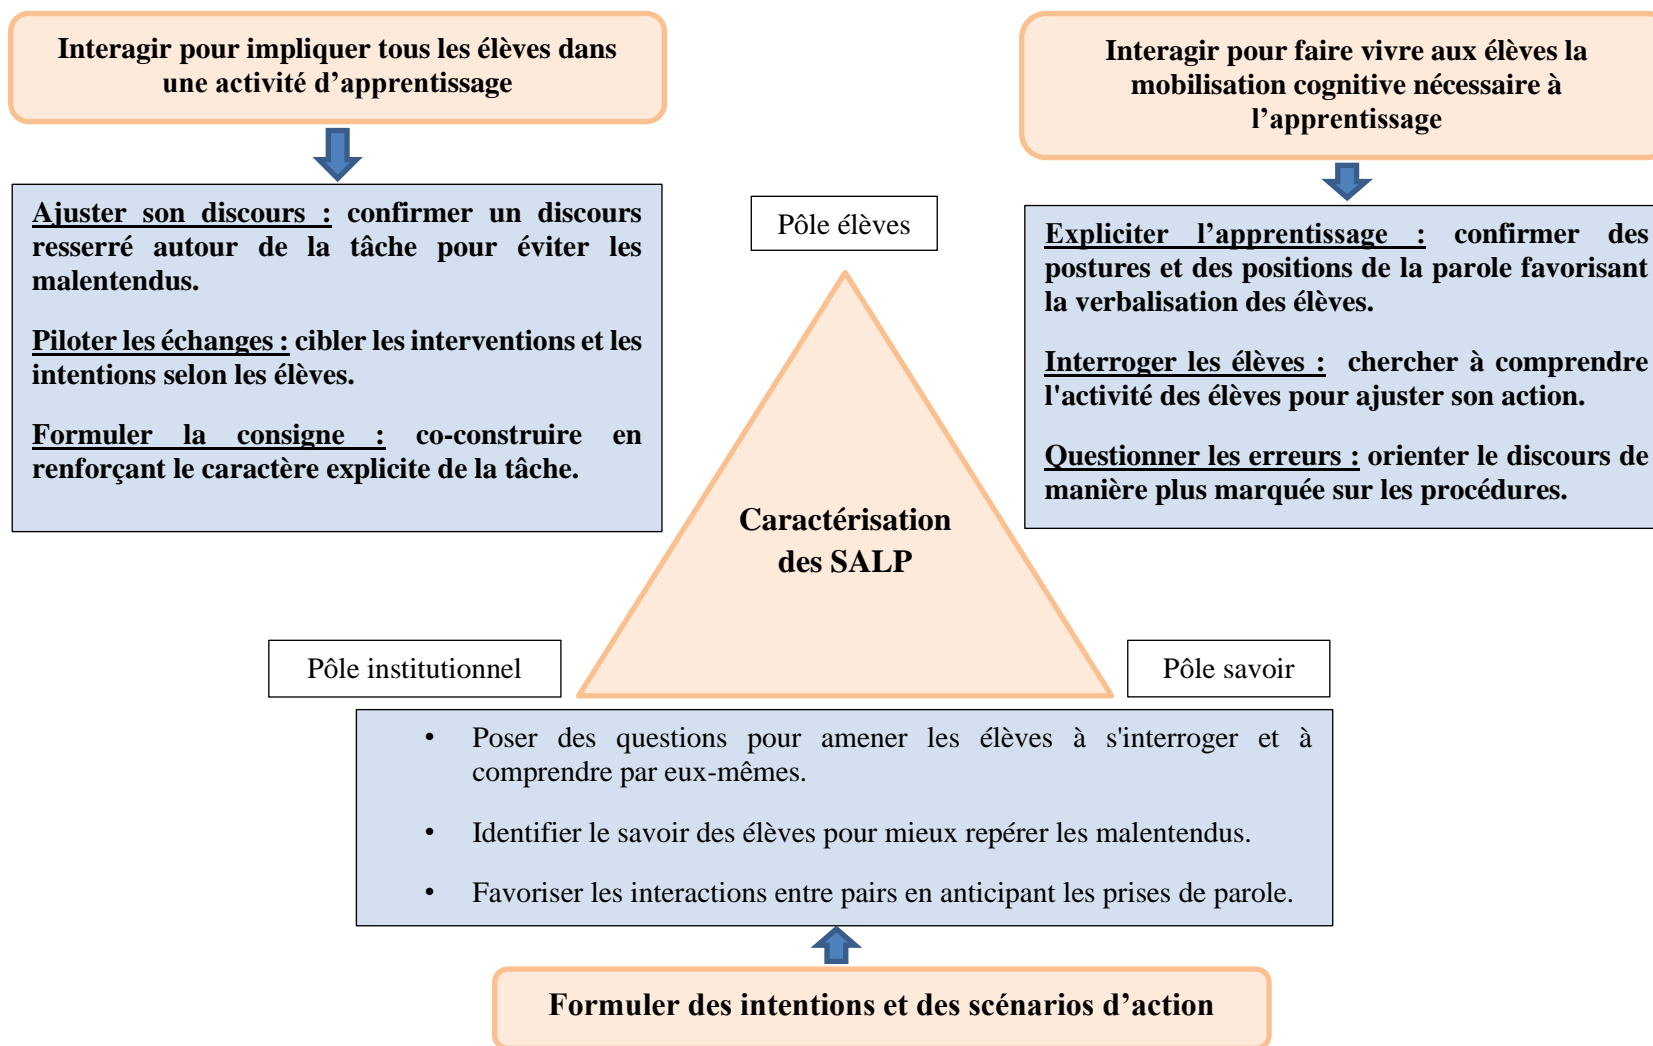 Interagir pour impliquer tous les élèves dans
une activité d’apprentissage
Interagir pour faire vivre aux élèves la
mobilisation cognitive nécessaire à
l’apprentissage
Ajuster son discours : confirmer un discours
resserré autour de la tâche pour éviter les
malentendus.
Piloter les échanges : cibler les interventions et les
intentions selon les élèves.
Formuler la consigne : co-construire en
renforçant le caractère explicite de la tâche.
Pôle élèves
Expliciter l’apprentissage : confirmer des
postures et des positions de la parole favorisant
la verbalisation des élèves.
Interroger les élèves : chercher à comprendre
l'activité des élèves pour ajuster son action.
Questionner les erreurs : orienter le discours de
manière plus marquée sur les procédures.
Caractérisation
des SALP
Pôle institutionnel
Pôle savoir
• Poser des questions pour amener les élèves à s'interroger et à
comprendre par eux-mêmes.
• Identifier le savoir des élèves pour mieux repérer les malentendus.
• Favoriser les interactions entre pairs en anticipant les prises de parole.
Formuler des intentions et des scénarios d’action